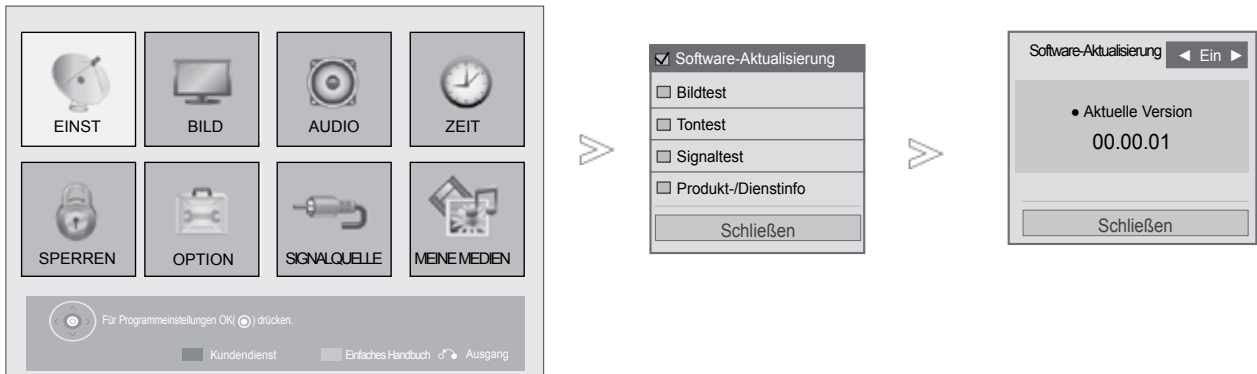 EINST
BILD
AUDIO
ZEIT
SPERREN
OPTION
SIGNALQUELLE
MEINE MEDIEN
Für Programmeinstellungen OK( ) drücken.
Kundendienst
Einfaches Handbuch
Ausgang
Software-Aktualisierung
Bildtest
Tontest
Signaltest
Produkt-/Dienstinfo
Schließen
Software-Aktualisierung ◄ Ein ►
● Aktuelle Version
00.00.01
Schließen